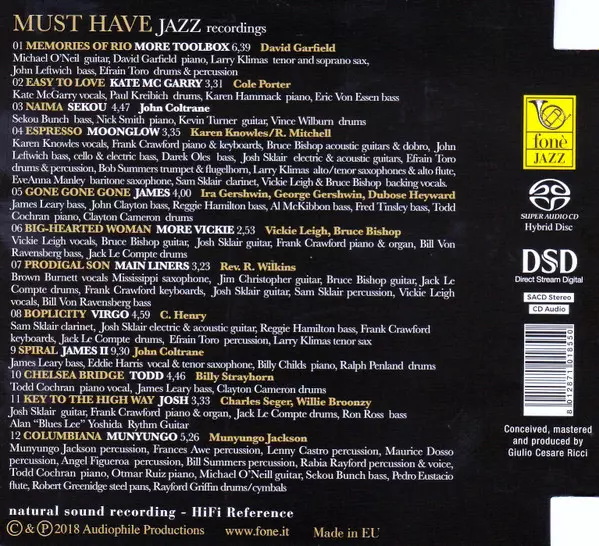 MUST HAVE JAZZ recordings
01 MEMORIES OF RIO MORE TOOLBOX 6,39 David Garfield
Michael O'Neil guitar, David Garfield piano, Larry Klimas tenor and soprano sax,
John Leftwich bass, Efrain Toro drums & percussion
02 EASY TO LOVE KATE MC GARRY 3,31 Cole Porter
Kate McGarry vocals, Paul Kreibich drums, Karen Hammack piano, Eric Von Essen bass
03 NAIMA SEKOU 4,47 John Coltrane
Sekou Bunch bass, Nick Smith piano, Kevin Turner guitar, Vince Wilburn drums
04 ESPRESSO MOONGLOW 3,35 Karen Knowles/R. Mitchell
Karen Knowles vocals, Frank Crawford piano & keyboards, Bruce Bishop acoustic guitars & dobro, John
Leftwich bass, cello & electric bass, Darek Oles bass, Josh Sklair electric & acoustic guitars, Efrain Toro
drums & percussion, Bob Summers trumpet & flugelhorn, Larry Klimas alto/tenor saxophones & alto flute,
EveAnna Manley baritone saxophone, Sam Sklair clarinet, Vickie Leigh & Bruce Bishop backing vocals.
05 GONE GONE GONE JAMES 4,00 Ira Gershwin, George Gershwin, Dubose Heyward
James Leary bass, John Clayton bass, Reggie Hamilton bass, Al McKibbon bass, Fred Tinsley bass, Todd
Cochran piano, Clayton Cameron drums
06 BIG-HEARTED WOMAN MORE VICKIE 2,53 Vickie Leigh, Bruce Bishop
Vickie Leigh vocals, Bruce Bishop guitar, Josh Sklair guitar, Frank Crawford piano & organ, Bill Von
Ravensberg bass, Jack Le Compte drums
07 PRODIGAL SON MAIN LINERS 3,23 Rev. R. Wilkins
Brown Burnett vocals Mississippi saxophone, Jim Christopher guitar, Bruce Bishop guitar, Jack Le
Compte drums, Frank Crawford keyboards, Josh Sklair guitar, Sam Sklair percussion, Vickie Leigh
vocals, Bill Von Ravensberg bass
08 BOPLICITY VIRGO 4,59 C. Henry
Sam Sklair clarinet, Josh Sklair electric & acoustic guitar, Reggie Hamilton bass, Frank Crawford
keyboards, Jack Le Compte drums, Efrain Toro percussion, Larry Klimas tenor sax
9 SPIRAL JAMES II 9,30 John Coltrane
James Leary bass, Eddie Harris vocal & tenor saxophone, Billy Childs piano, Ralph Penland drums
10 CHELSEA BRIDGE TODD 4,46 Billy Strayhorn
Todd Cochran piano vocal, James Leary bass, Clayton Cameron drums
11 KEY TO THE HIGH WAY JOSH 3,33 Charles Seger, Willie Broonzy
Josh Sklair guitar, Frank Crawford piano & organ, Jack Le Compte drums, Ron Ross bass
Alan "Blues Lee" Yoshida Rythm Guitar
12 COLUMBIANA MUNYUNGO 5,26 Munyungo Jackson
Munyungo Jackson percussion, Frances Awe percussion, Lenny Castro percussion, Maurice Dosso
percussion, Angel Figueroa percussion, Bill Summers percussion, Rabia Rayford percussion & voice,
Todd Cochran piano, Otmar Ruiz piano, Michael O'Neill guitar, Sekou Bunch bass, Pedro Eustacio
flute, Robert Greenidge steel pans, Rayford Griffin drums/cymbals
natural sound recording - HiFi Reference
© & Ⓟ 2018 Audiophile Productions www.fone.it Made in EU
fonè
JAZZ
SUPER AUDIO CD
Hybrid Disc
DSD
Direct Stream Digital
SACD Stereo
CD Audio
8 012871 018550
Conceived, mastered
and produced by
Giulio Cesare Ricci